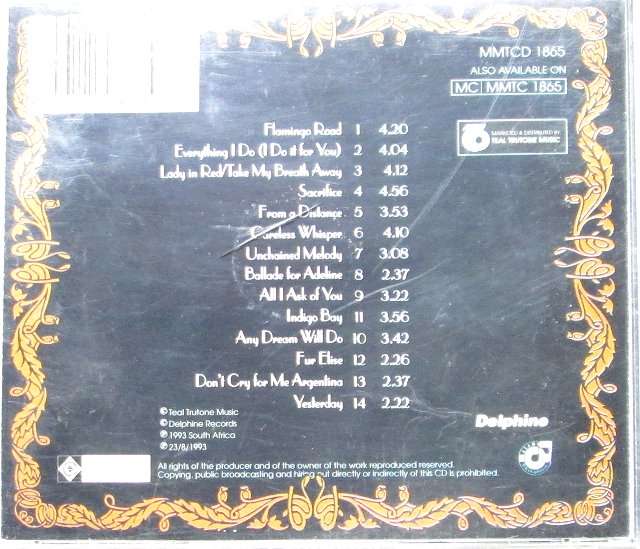 MMTCD 1865
ALSO AVAILABLE ON
MC MMTC 1865
MARKETED & DISTRIBUTED BY
TEAL TRUTONE MUSIC
Flamingo Road 1 4.20
Everything I Do (I Do it for You) 2 4.04
Lady in Red/Take My Breath Away 3 4.12
Sacrifice 4 4.56
From a Distance 5 3.53
Careless Whisper 6 4.10
Unchained Melody 7 3.08
Ballade for Adeline 8 2.37
All I Ask of You 9 3.22
Indigo Bay 11 3.56
Any Dream Will Do 10 3.42
Fur Elise 12 2.26
Don't Cry for Me Argentina 13 2.37
Yesterday 14 2.22
© Teal Trutone Music
© Delphine Records
℗ 1993 South Africa
℗ 23/8/1993
Delphine
All rights of the producer and of the owner of the work reproduced reserved.
Copying, public broadcasting and hiring out directly or indirectly of this CD is prohibited.